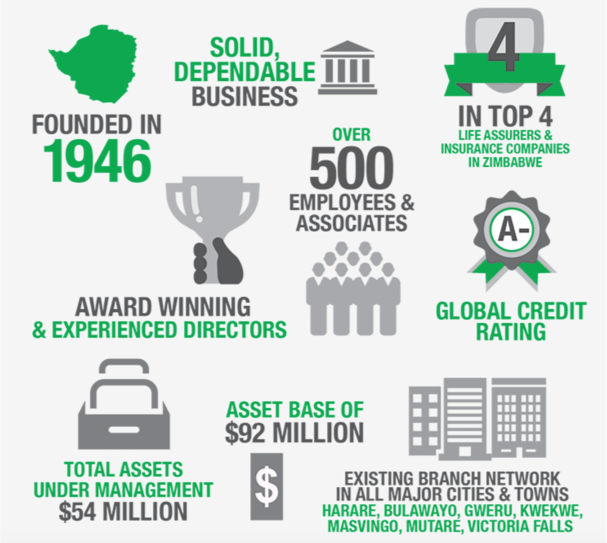 FOUNDED IN
1946
SOLID,
DEPENDABLE
BUSINESS
4
IN TOP 4
LIFE ASSURERS &
INSURANCE COMPANIES
IN ZIMBABWE
OVER
500
EMPLOYEES &
ASSOCIATES
AWARD WINNING
& EXPERIENCED DIRECTORS
A-
GLOBAL CREDIT
RATING
TOTAL ASSETS
UNDER MANAGEMENT
$54 MILLION
ASSET BASE OF
$92 MILLION
$
EXISTING BRANCH NETWORK
IN ALL MAJOR CITIES & TOWNS
HARARE, BULAWAYO, GWERU, KWEKWE,
MASVINGO, MUTARE, VICTORIA FALLS